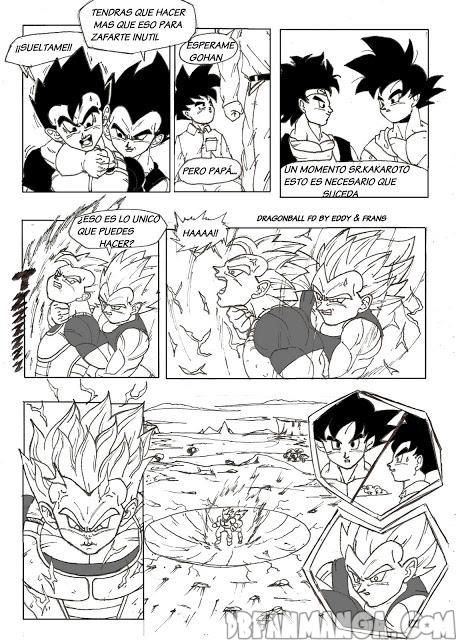 TENDRAS QUE HACER
MAS QUE ESO PARA
ZAFARTE INUTIL
¡¡SUELTAME!!
ESPERAME
GOHAN
PERO PAPÁ...
UN MOMENTO SR.KAKAROTO
ESTO ES NECESARIO QUE
SUCEDA
¿ESO ES LO UNICO
QUE PUEDES
HACER?
DRAGONBALL FD BY EDDY & FRANS
HAAAA!!
DBFANMANGA.COM